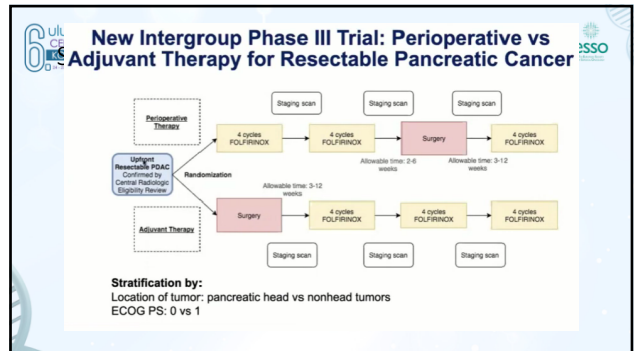 6. ulu
New Intergroup Phase III Trial: Perioperative vs
Adjuvant Therapy for Resectable Pancreatic Cancer
esso
Staging scan
Staging scan
Staging scan
Perioperative
Therapy
4 cycles
FOLFIRINOX
4 cycles
FOLFIRINOX
Surgery
4 cycles
FOLFIRINOX
Upfront
Resectable PDAC
Confirmed by
Central Radiologic
Eligibility Review
Randomization
Allowable time: 2-6
weeks
Allowable time: 3-12
weeks
Allowable time: 3-12
weeks
Adjuvant Therapy
Surgery
4 cycles
FOLFIRINOX
4 cycles
FOLFIRINOX
4 cycles
FOLFIRINOX
Staging scan
Staging scan
Staging scan
Stratification by:
Location of tumor: pancreatic head vs nonhead tumors
ECOG PS: 0 vs 1